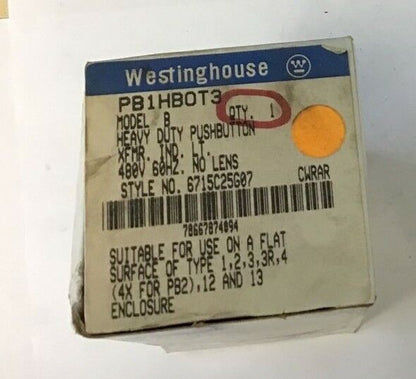 Westinghouse W
PB1HBOT3
MODEL B QTY. 1
HEAVY DUTY PUSHBUTTON
XFMR. IND. LT.
480V 60HZ. NO LENS
STYLE NO. 6715C25G07 CWRAR
78667874094
SUITABLE FOR USE ON A FLAT
SURFACE OF TYPE 1,2,3,3R,4
(4X FOR PB2),12 AND 13
ENCLOSURE